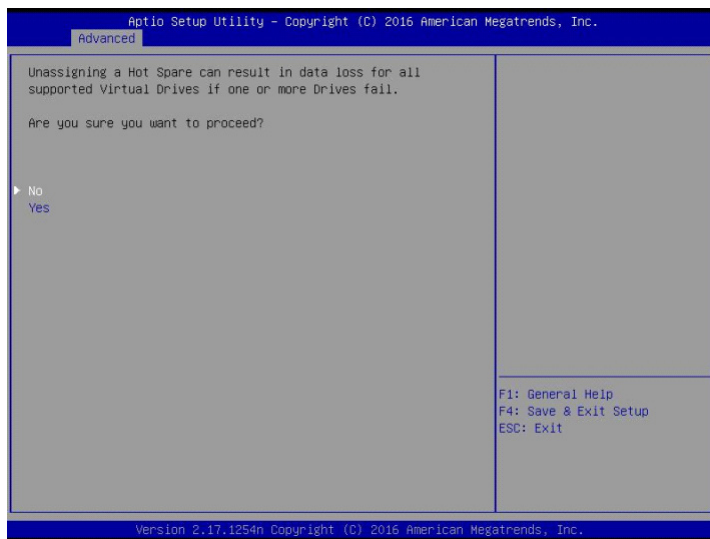 Aptio Setup Utility – Copyright (C) 2016 American Megatrends, Inc.
Advanced
Unassigning a Hot Spare can result in data loss for all
supported Virtual Drives if one or more Drives fail.
Are you sure you want to proceed?
No
Yes
F1: General Help
F4: Save & Exit Setup
ESC: Exit
Version 2.17.1254n Copyright (C) 2016 American Megatrends, Inc.